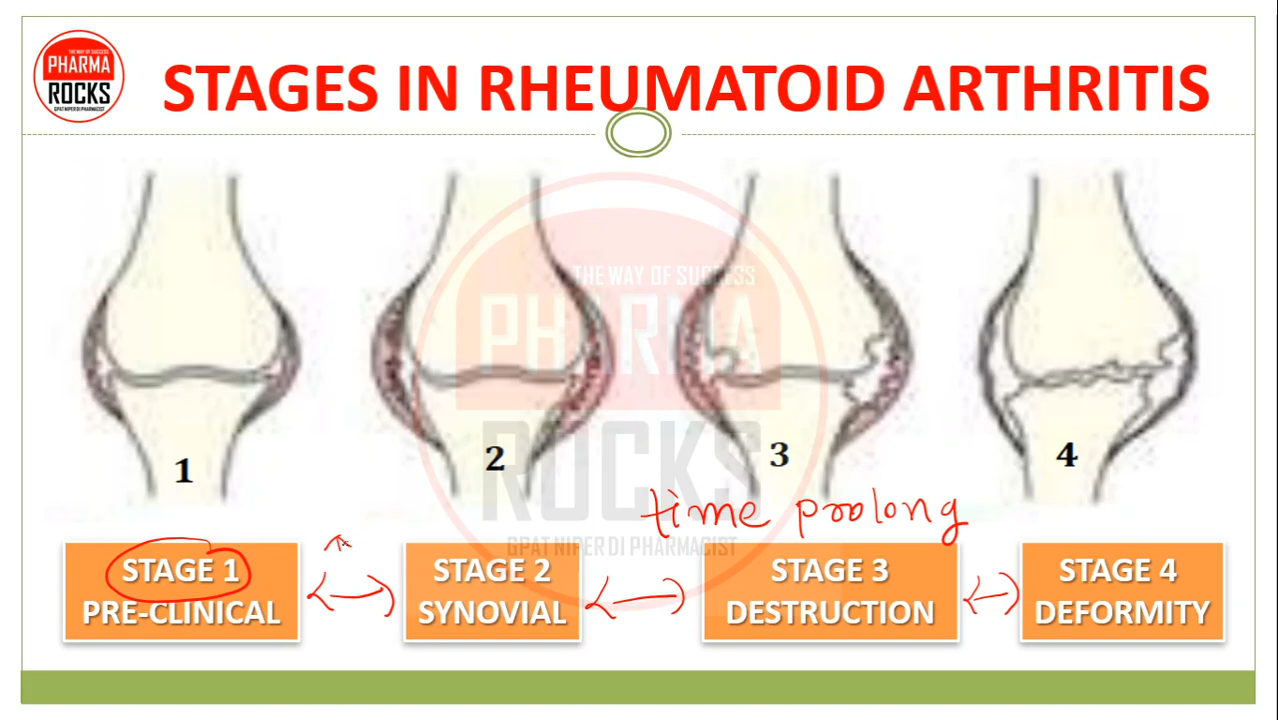 THE WAY OF SUCCESS
PHARMA
ROCKS
GPAT NIPER DI PHARMACIST
STAGES IN RHEUMATOID ARTHRITIS
THE WAY OF SUCCESS
PHARMA
ROCKS
GPAT NIPER DI PHARMACIST
1
2
3
4
time prolong
STAGE 1
PRE-CLINICAL
STAGE 2
SYNOVIAL
STAGE 3
DESTRUCTION
STAGE 4
DEFORMITY